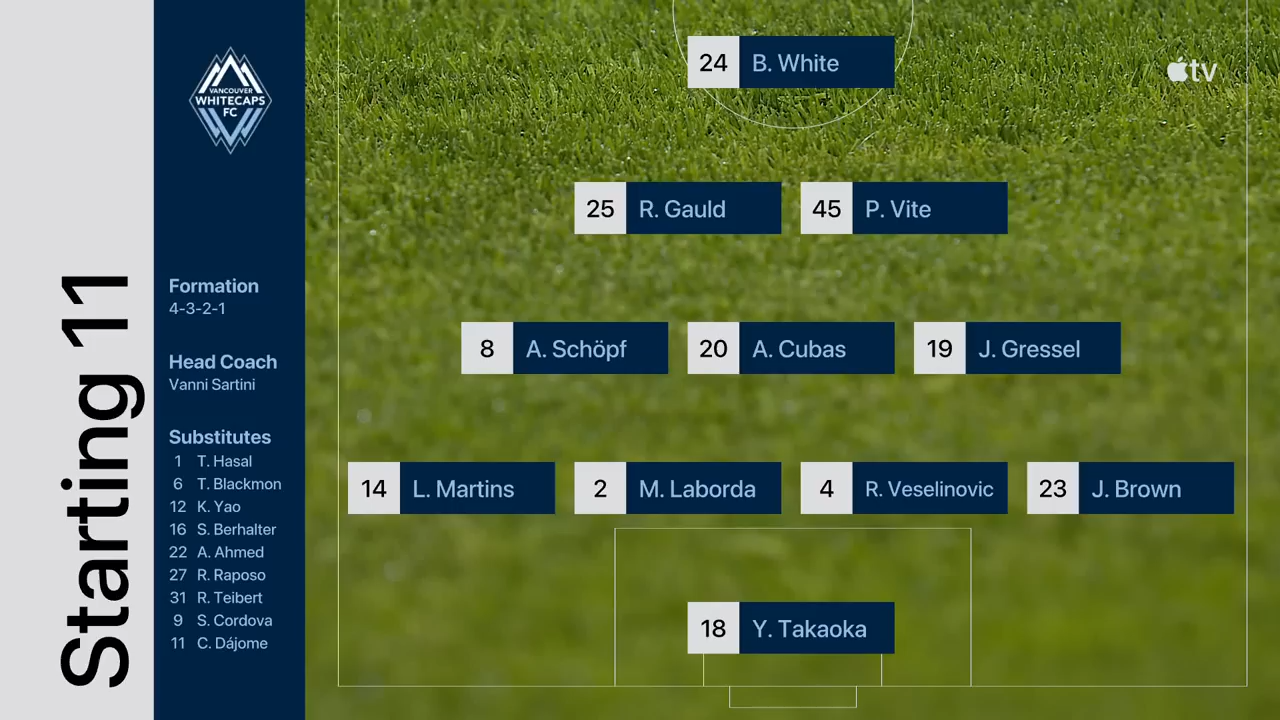 Starting 11
VANCOUVER
WHITECAPS
FC
Formation
4-3-2-1
Head Coach
Vanni Sartini
Substitutes
1 T. Hasal
6 T. Blackmon
12 K. Yao
16 S. Berhalter
22 A. Ahmed
27 R. Raposo
31 R. Teibert
9 S. Cordova
11 C. Dájome
tv
24 B. White
25 R. Gauld
45 P. Vite
8 A. Schöpf
20 A. Cubas
19 J. Gressel
14 L. Martins
2 M. Laborda
4 R. Veselinovic
23 J. Brown
18 Y. Takaoka